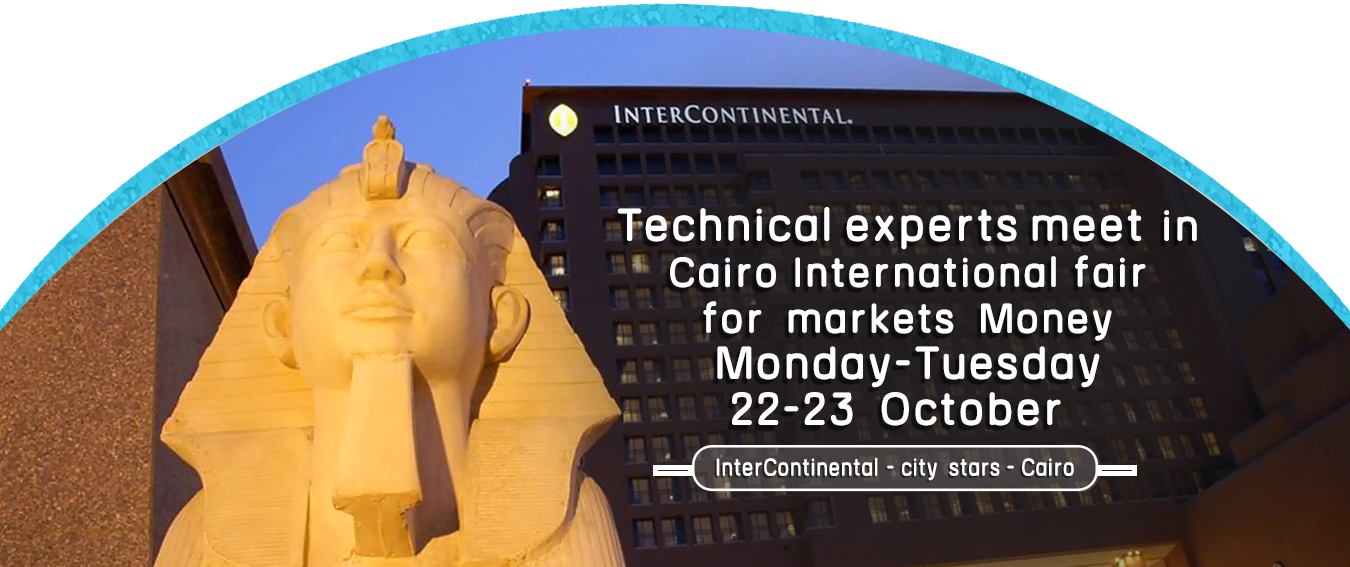 INTERCONTINENTAL.
Technical experts meet in
Cairo International fair
for markets Money
Monday-Tuesday
22-23 October
InterContinental - city stars - Cairo